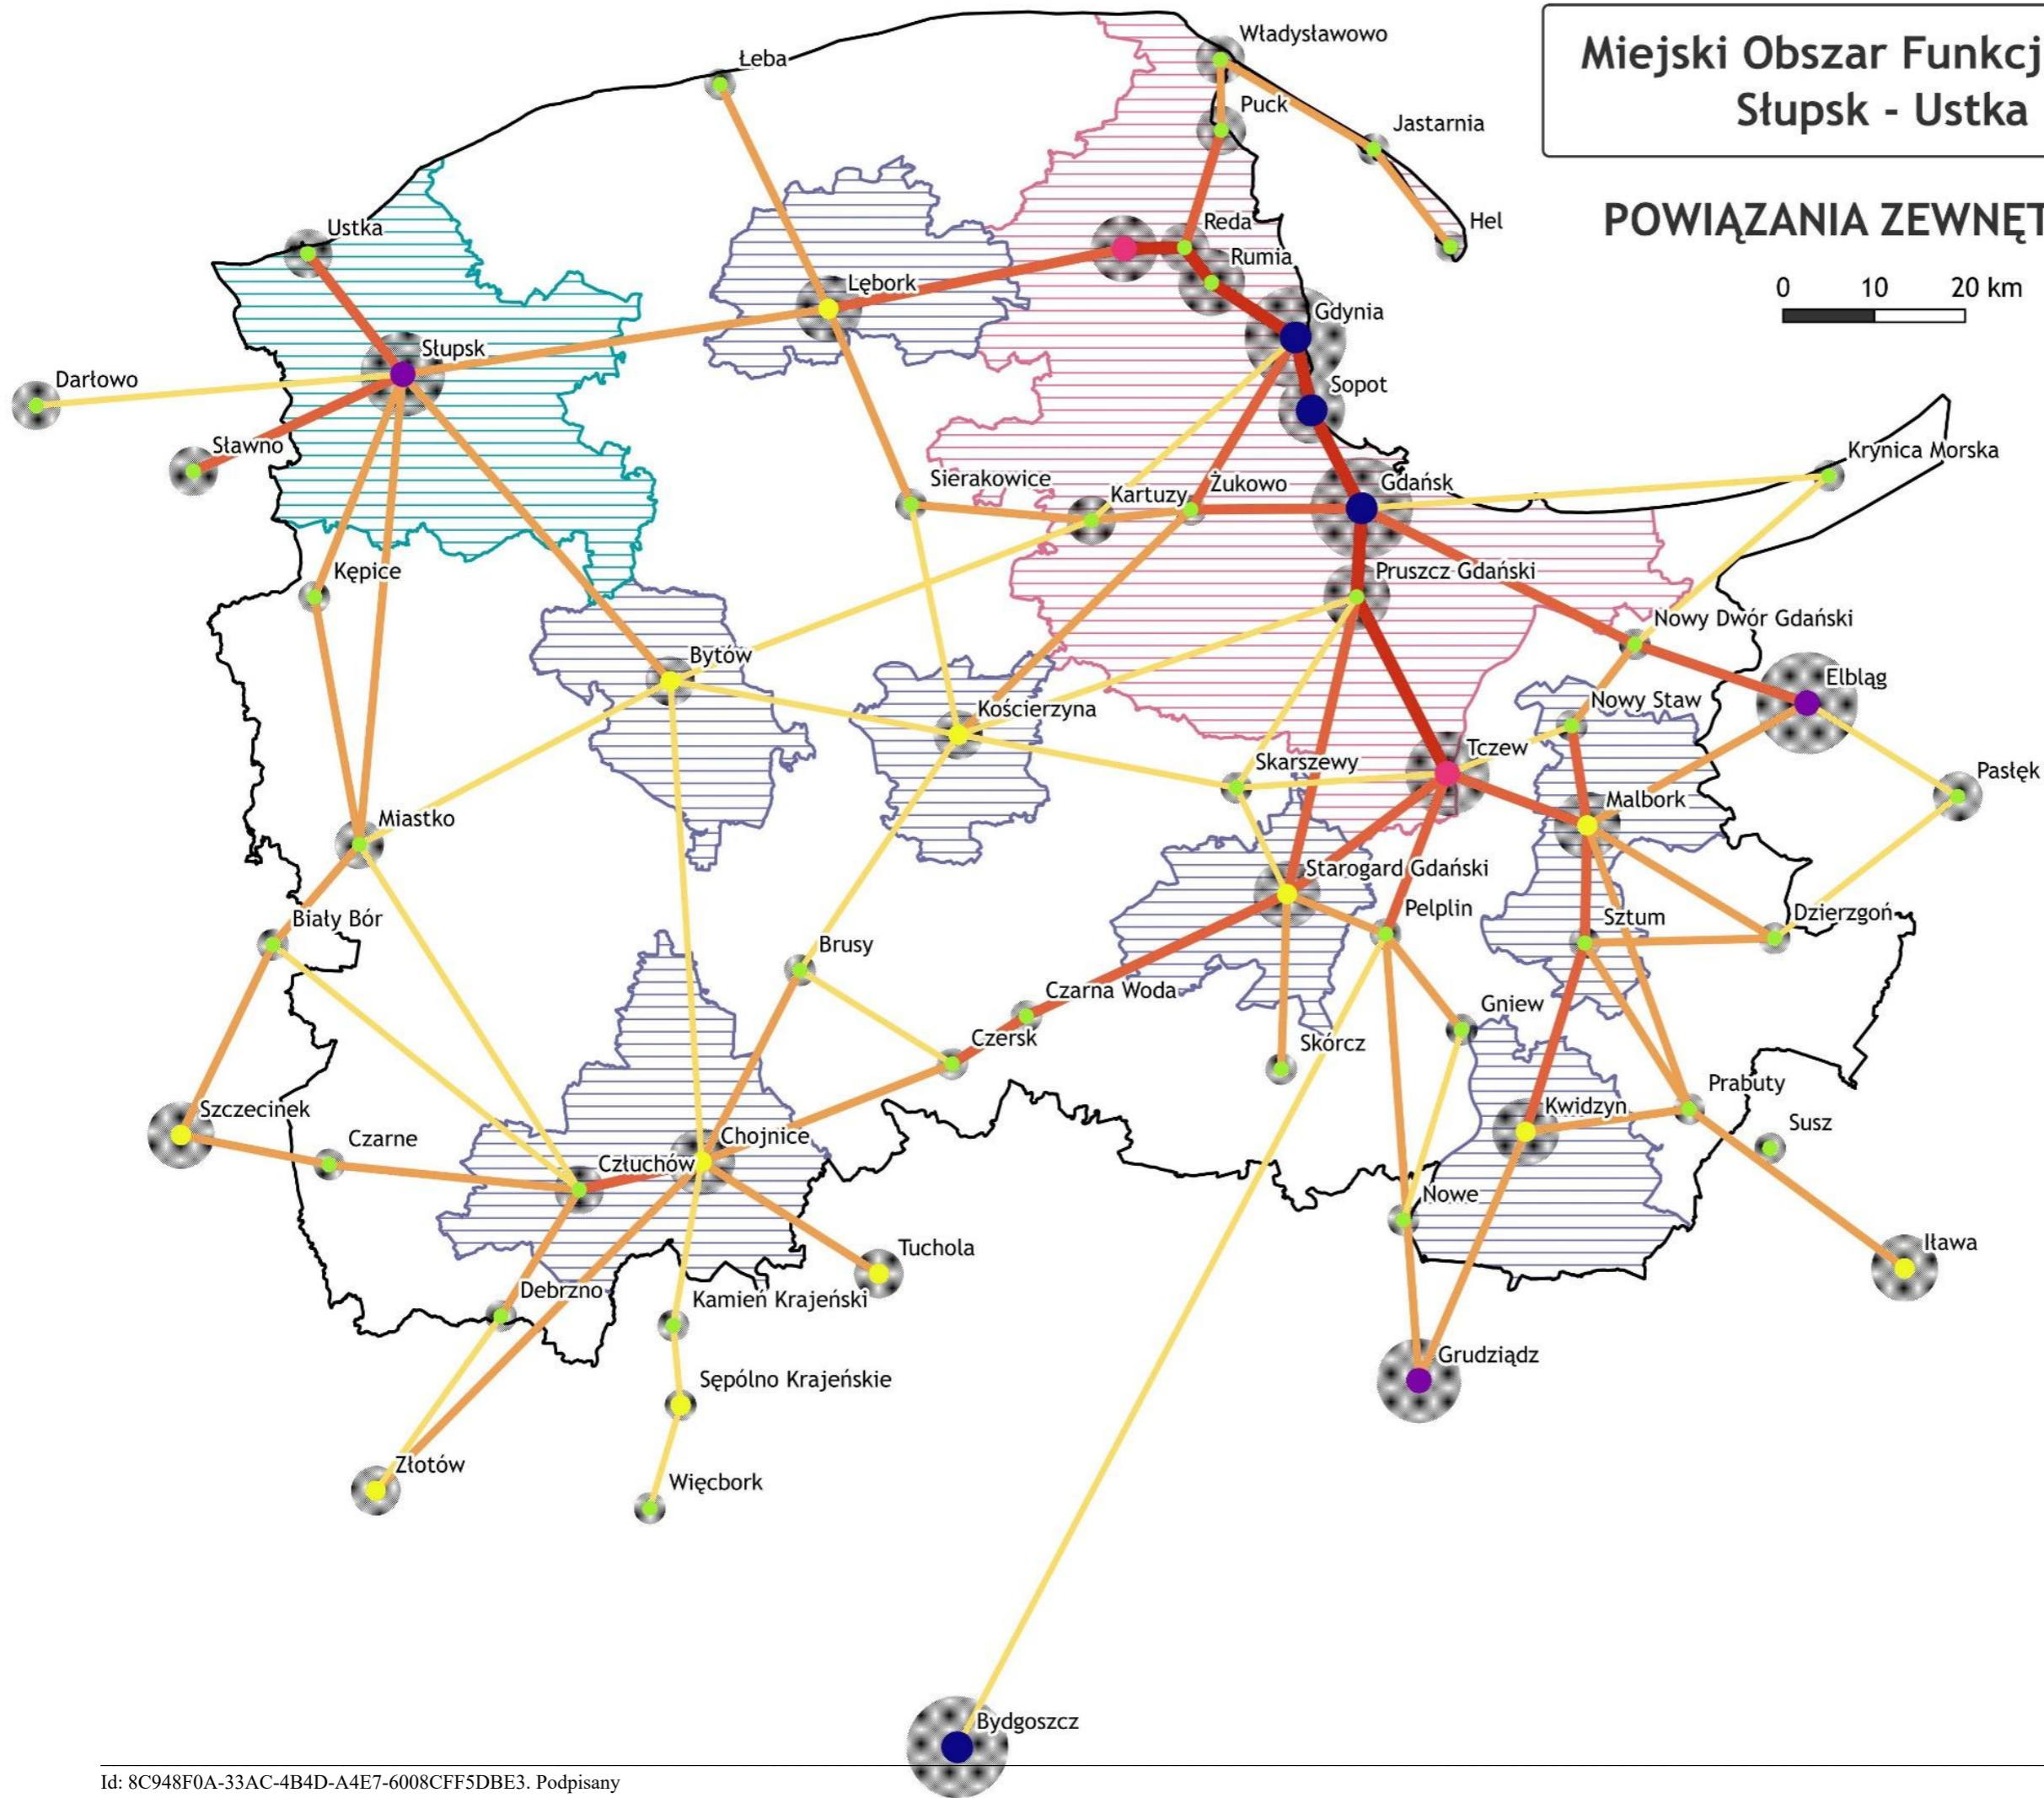 Miejski Obszar Funkcj
Słupsk - Ustka
POWIĄZANIA ZEWNĘT
0 10 20 km
Władysławowo
Łeba
Puck
Jastarnia
Reda
Hel
Ustka
Rumia
Lębork
Gdynia
Słupsk
Darłowo
Sopot
Sławno
Krynica Morska
Sierakowice
Kartuzy
Żukowo
Gdańsk
Kępice
Pruszcz Gdański
Nowy Dwór Gdański
Bytów
Elbląg
Nowy Staw
Kościerzyna
Tczew
Skarszewy
Pasłęk
Malbork
Miastko
Starogard Gdański
Pelplin
Dzierzgoń
Biały Bór
Sztum
Brusy
Czarna Woda
Gniew
Czersk
Skórcz
Prabuty
Szczecinek
Kwidzyn
Susz
Czarne
Chojnice
Człuchów
Nowe
Tuchola
Iława
Debrzno
Kamień Krajeński
Grudziądz
Sępólno Krajeńskie
Złotów
Więcbork
Bydgoszcz
Id: 8C948F0A-33AC-4B4D-A4E7-6008CFF5DBE3. Podpisany